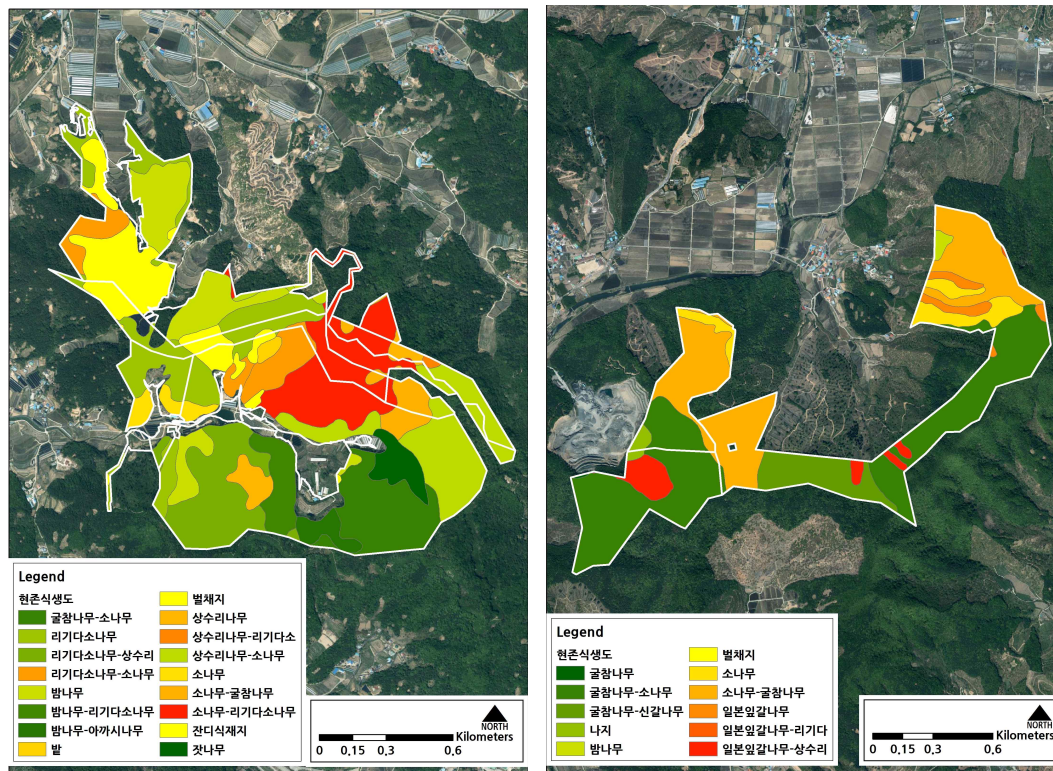 Legend
현존식생도
굴참나무-소나무
리기다소나무
리기다소나무-상수리
리기다소나무-소나무
밤나무
밤나무-리기다소나무
밤나무-아까시나무
밭
벌채지
상수리나무
상수리나무-리기다소
상수리나무-소나무
소나무
소나무-굴참나무
소나무-리기다소나무
잔디식재지
잣나무
NORTH
Kilometers
0 0.15 0.3 0.6
Legend
현존식생도
굴참나무
굴참나무-소나무
굴참나무-신갈나무
나지
밤나무
벌채지
소나무
소나무-굴참나무
일본잎갈나무
일본잎갈나무-리기다
일본잎갈나무-상수리
NORTH
Kilometers
0 0.15 0.3 0.6